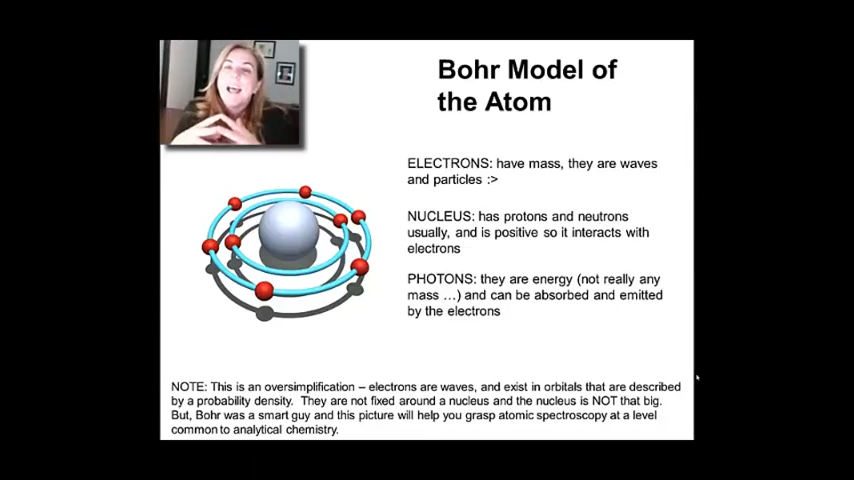 Bohr Model of
the Atom
ELECTRONS: have mass, they are waves
and particles :>
NUCLEUS: has protons and neutrons
usually, and is positive so it interacts with
electrons
PHOTONS: they are energy (not really any
mass ...) and can be absorbed and emitted
by the electrons
NOTE: This is an oversimplification – electrons are waves, and exist in orbitals that are described
by a probability density. They are not fixed around a nucleus and the nucleus is NOT that big.
But, Bohr was a smart guy and this picture will help you grasp atomic spectroscopy at a level
common to analytical chemistry.